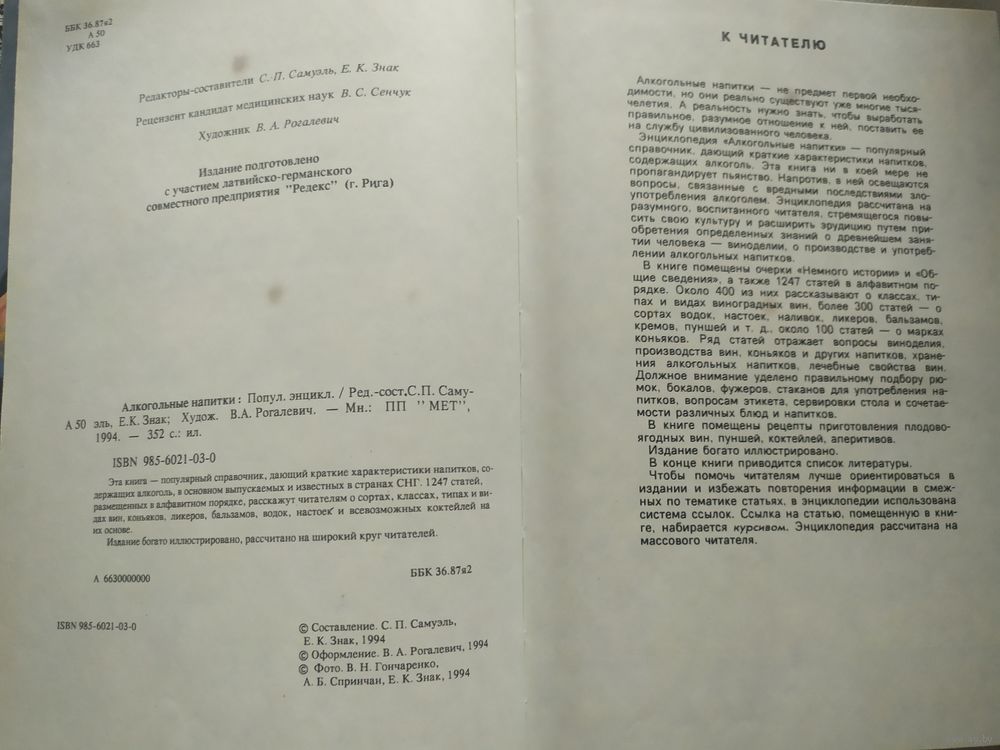 ББК 36.87я2
А 50
УДК 663
Редакторы-составители С. П. Самуэль, Е. К. Знак
Рецензент кандидат медицинских наук В. С. Сенчук
Художник В. А. Рогалевич
Издание подготовлено
с участием латвийско-германского
совместного предприятия "Редекс" (г. Рига)
Алкогольные напитки: Попул. энцикл. / Ред.-сост.С.П. Саму-
А 50 эль, Е.К. Знак; Худож. В.А. Рогалевич. — Мн.: ПП "МЕТ",
1994. — 352 с.: ил.
ISBN 985-6021-03-0
Эта книга — популярный справочник, дающий краткие характеристики напитков, со-
держащих алкоголь, в основном выпускаемых и известных в странах СНГ. 1247 статей,
размещенных в алфавитном порядке, расскажут читателям о сортах, классах, типах и ви-
дах вин, коньяков, ликеров, бальзамов, водок, настоек и всевозможных коктейлей на
их основе.
Издание богато иллюстрировано, рассчитано на широкий круг читателей.
А 6630000000
ББК 36.87я2
ISBN 985-6021-03-0
© Составление. С. П. Самуэль,
Е. К. Знак, 1994
© Оформление. В. А. Рогалевич, 1994
© Фото. В. Н. Гончаренко,
А. Б. Спринчан, Е. К. Знак, 1994
К ЧИТАТЕЛЮ
Алкогольные напитки — не предмет первой необхо-
димости, но они реально существуют уже многие тыся-
челетия. А реальность нужно знать, чтобы выработать
правильное, разумное отношение к ней, поставить ее
на службу цивилизованного человека.
Энциклопедия «Алкогольные напитки» — популярный
справочник, дающий краткие характеристики напитков,
содержащих алкоголь. Эта книга ни в коей мере не
пропагандирует пьянство. Напротив, в ней освещаются
вопросы, связанные с вредными последствиями зло-
употребления алкоголем. Энциклопедия рассчитана на
разумного, воспитанного читателя, стремящегося повы-
сить свою культуру и расширить эрудицию путем при-
обретения определенных знаний о древнейшем заня-
тии человека — виноделии, о производстве и употреб-
лении алкогольных напитков.
В книге помещены очерки «Немного истории» и «Об-
щие сведения», а также 1247 статей в алфавитном по-
рядке. Около 400 из них рассказывают о классах, ти-
пах и видах виноградных вин, более 300 статей — о
сортах водок, настоек, наливок, ликеров, бальзамов,
кремов, пуншей и т. д., около 100 статей — о марках
коньяков. Ряд статей отражает вопросы виноделия,
производства вин, коньяков и других напитков, хране-
ния алкогольных напитков, лечебные свойства вин.
Должное внимание уделено правильному подбору рю-
мок, бокалов, фужеров, стаканов для употребления на-
питков, вопросам этикета, сервировки стола и сочетае-
мости различных блюд и напитков.
В книге помещены рецепты приготовления плодово-
ягодных вин, пуншей, коктейлей, аперитивов.
Издание богато иллюстрировано.
В конце книги приводится список литературы.
Чтобы помочь читателям лучше ориентироваться в
издании и избежать повторения информации в смеж-
ных по тематике статьях, в энциклопедии использована
система ссылок. Ссылка на статью, помещенную в кни-
ге, набирается курсивом. Энциклопедия рассчитана на
массового читателя.